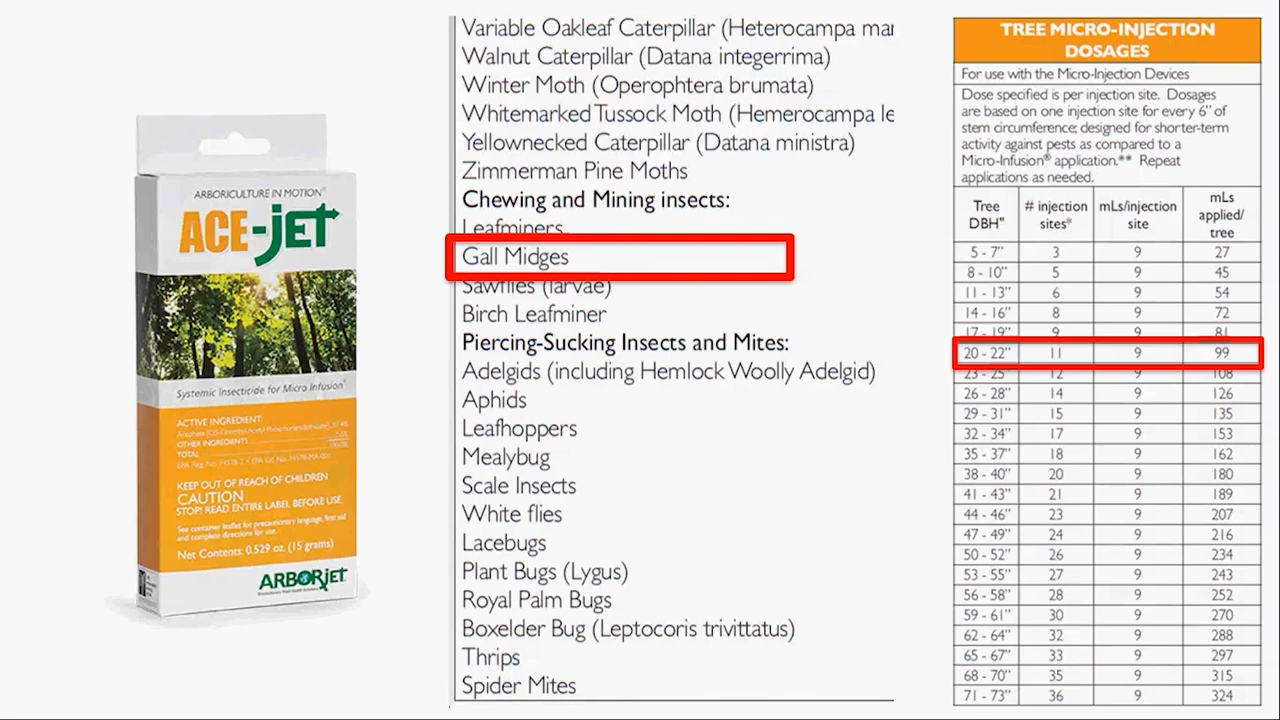 ARBORICULTURE IN MOTION®
ACE-JET
Systemic Insecticide for Micro Infusion®
ACTIVE INGREDIENT:
OTHER INGREDIENTS
TOTAL
KEEP OUT OF REACH OF CHILDREN
CAUTION
STOP! READ ENTIRE LABEL BEFORE USE.
See container leaflet for precautionary language, first aid
and complete directions for use.
Net Contents: 0.529 oz. (15 grams)
ARBORJET
Variable Oakleaf Caterpillar (Heterocampa mar
Walnut Caterpillar (Datana integerrima)
Winter Moth (Operophtera brumata)
Whitemarked Tussock Moth (Hemerocampa le
Yellownecked Caterpillar (Datana ministra)
Zimmerman Pine Moths
Chewing and Mining insects:
Leafminers
Gall Midges
Sawflies (larvae)
Birch Leafminer
Piercing-Sucking Insects and Mites:
Adelgids (including Hemlock Woolly Adelgid)
Aphids
Leafhoppers
Mealybug
Scale Insects
White flies
Lacebugs
Plant Bugs (Lygus)
Royal Palm Bugs
Boxelder Bug (Leptocoris trivittatus)
Thrips
Spider Mites
TREE MICRO-INJECTION
DOSAGES
For use with the Micro-Injection Devices
Dose specified is per injection site. Dosages
are based on one injection site for every 6" of
stem circumference; designed for shorter-term
activity against pests as compared to a
Micro-Infusion® application.** Repeat
applications as needed.
Tree DBH" # injection sites* mLs/injection site mLs applied/ tree
5 - 7" 3 9 27
8 - 10" 5 9 45
11 - 13" 6 9 54
14 - 16" 8 9 72
17 - 19" 9 9 81
20 - 22" 11 9 99
23 - 25" 12 9 108
26 - 28" 14 9 126
29 - 31" 15 9 135
32 - 34" 17 9 153
35 - 37" 18 9 162
38 - 40" 20 9 180
41 - 43" 21 9 189
44 - 46" 23 9 207
47 - 49" 24 9 216
50 - 52" 26 9 234
53 - 55" 27 9 243
56 - 58" 28 9 252
59 - 61" 30 9 270
62 - 64" 32 9 288
65 - 67" 33 9 297
68 - 70" 35 9 315
71 - 73" 36 9 324